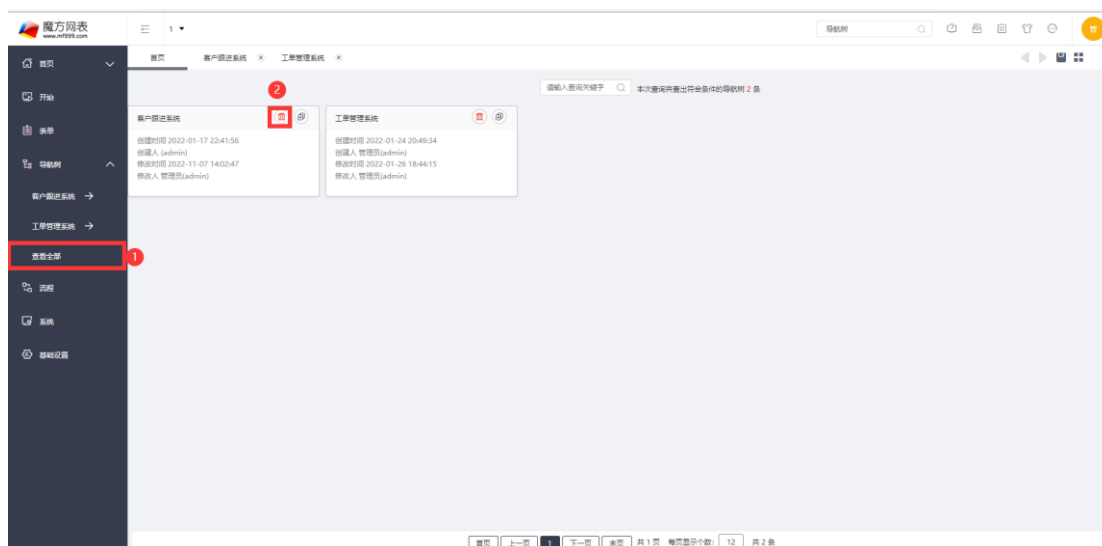 魔方网表
www.mf999.com
1
导航树
首页
客户跟进系统 ×
工单管理系统 ×
首页
开始
表单
导航树
客户跟进系统 →
工单管理系统 →
查看全部
流程
系统
基础设置
1
2
请输入查询关键字
本次查询共查出符合条件的导航树 2 条
客户跟进系统
创建时间 2022-01-17 22:41:56
创建人 (admin)
修改时间 2022-11-07 14:02:47
修改人 管理员(admin)
工单管理系统
创建时间 2022-01-24 20:49:34
创建人 管理员(admin)
修改时间 2022-01-26 18:44:15
修改人 管理员(admin)
首页 上一页 1 下一页 末页 共 1 页 每页显示个数: 12 共 2 条